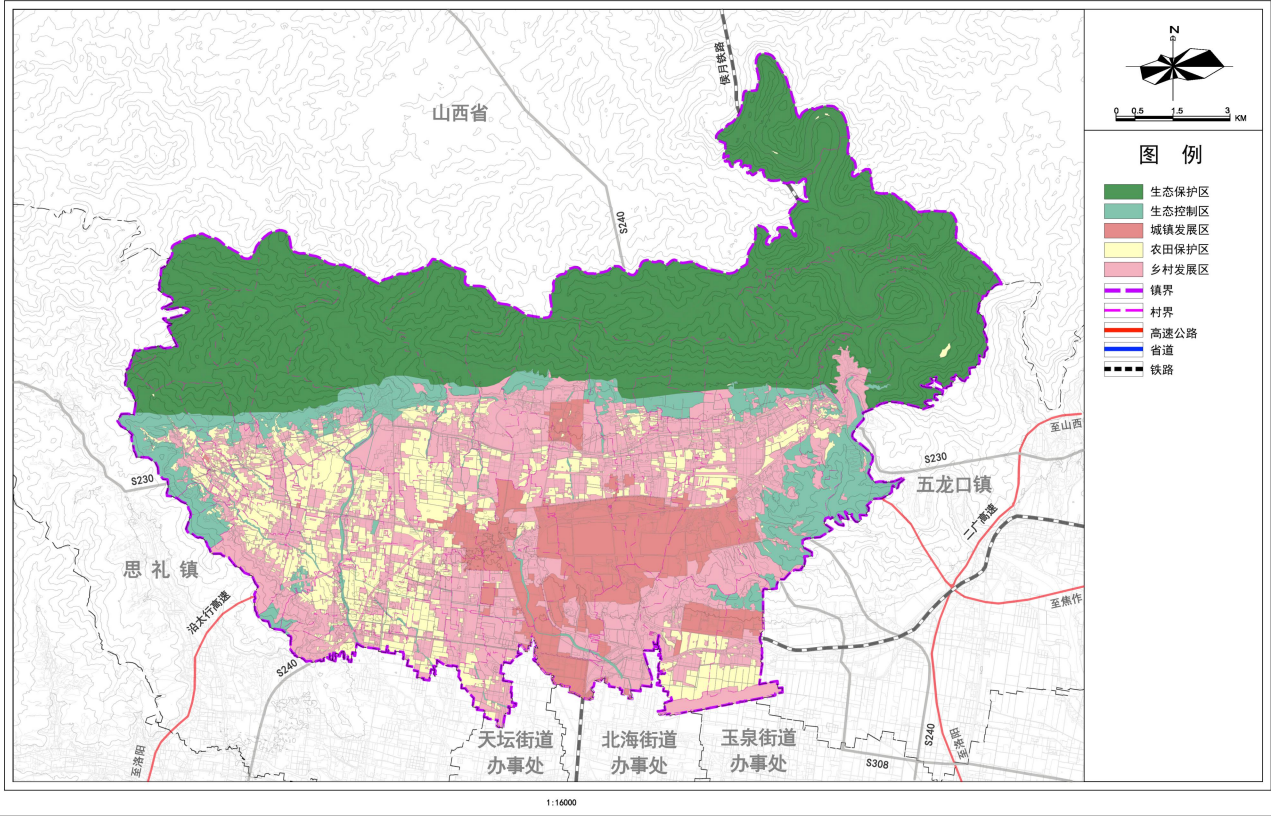 侯月铁路
山西省
S240
S230
思礼镇
沿太行高速
S240
至洛阳
天坛街道
办事处
北海街道
办事处
玉泉街道
办事处
S308
S240
至洛阳
S230
五龙口镇
二广高速
至山西
至焦作
N
0 0.5 1.5 3 KM
图 例
生态保护区
生态控制区
城镇发展区
农田保护区
乡村发展区
镇界
村界
高速公路
省道
铁路
1:16000